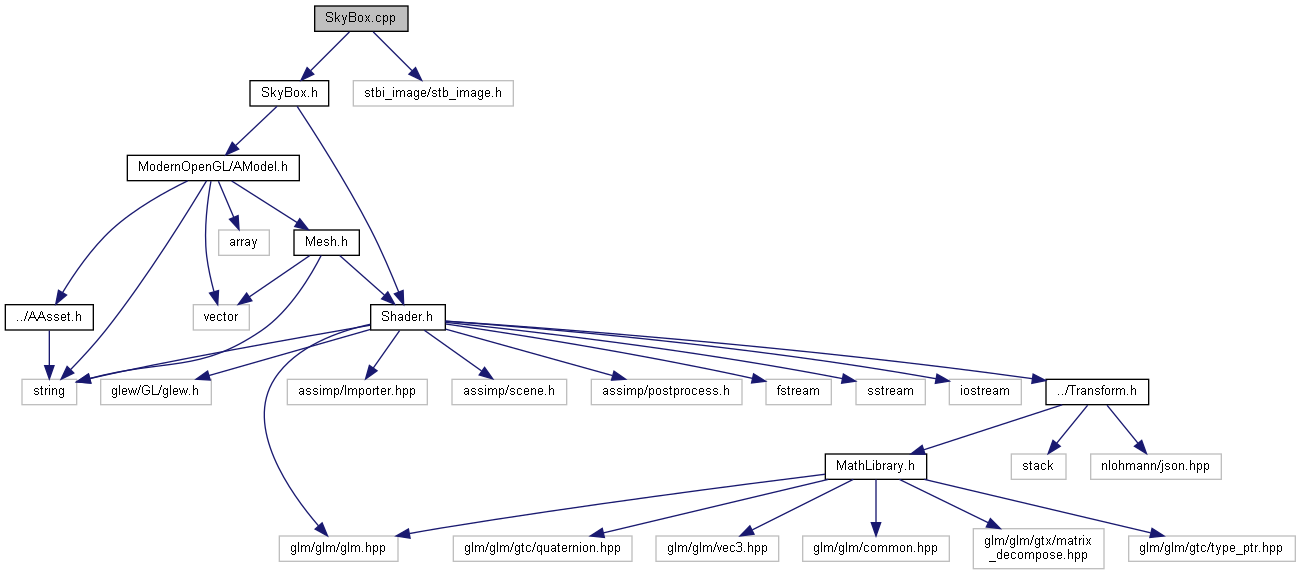 SkyBox.cpp
SkyBox.h
stbi_image/stb_image.h
ModernOpenGL/AModel.h
array
Mesh.h
../AAsset.h
vector
Shader.h
string
glew/GL/glew.h
assimp/Importer.hpp
assimp/scene.h
assimp/postprocess.h
fstream
sstream
iostream
../Transform.h
MathLibrary.h
stack
nlohmann/json.hpp
glm/glm/glm.hpp
glm/glm/gtc/quaternion.hpp
glm/glm/vec3.hpp
glm/glm/common.hpp
glm/glm/gtx/matrix
_decompose.hpp
glm/glm/gtc/type_ptr.hpp